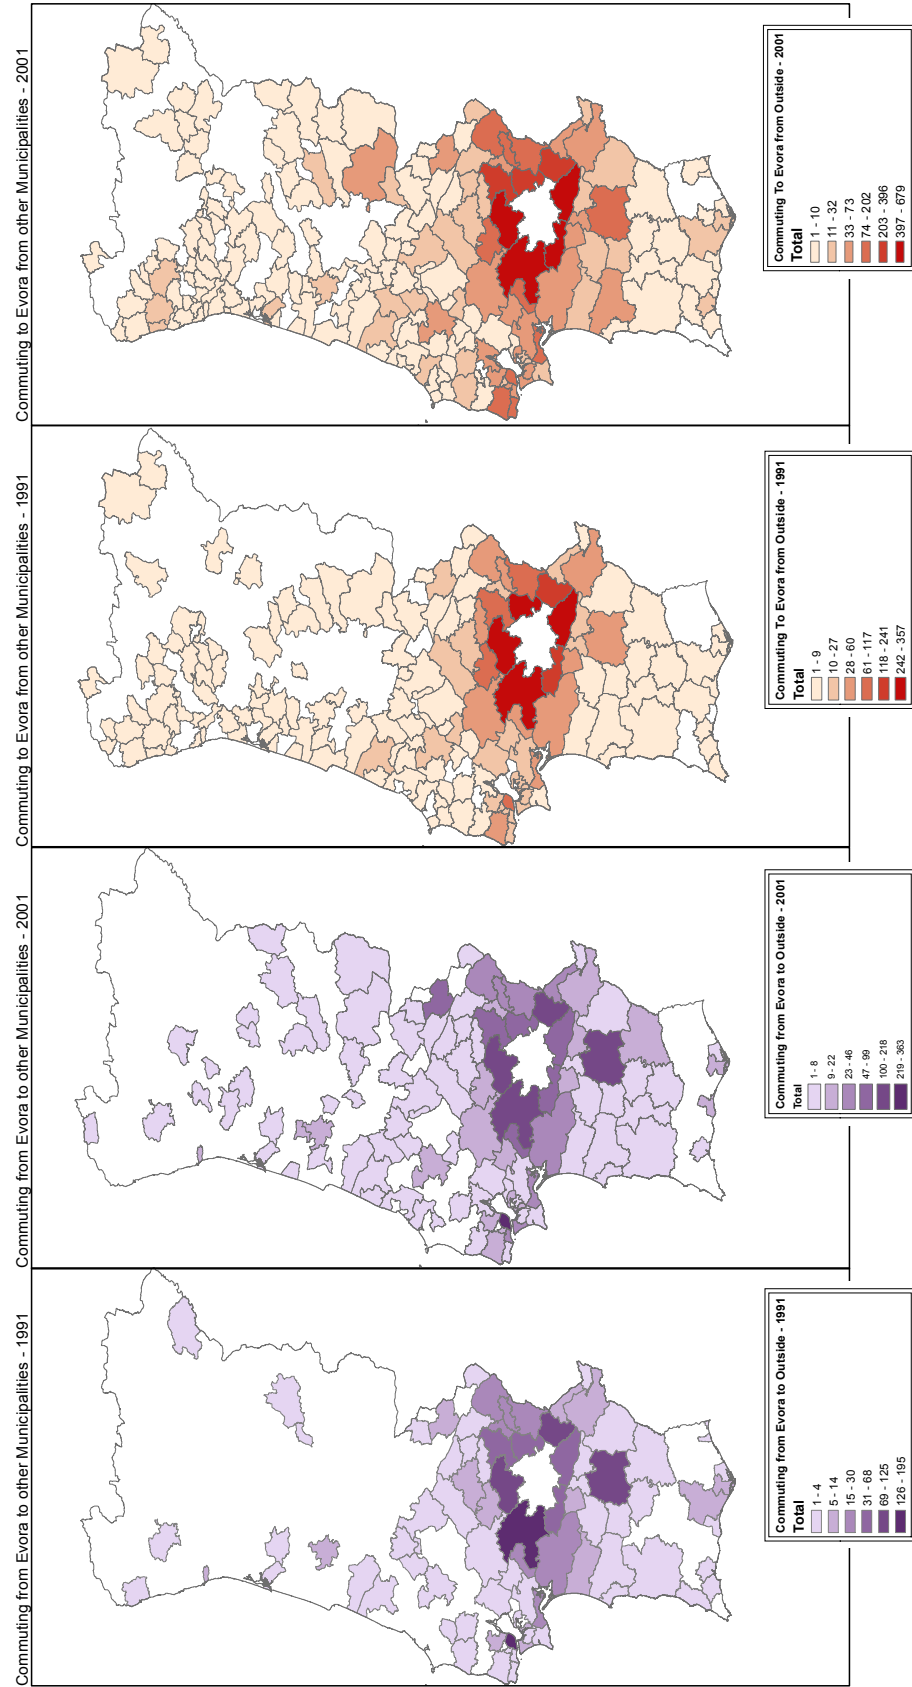 Commuting from Evora to other Municipalities - 1991
Commuting from Evora to Outside - 1991
Total
1 - 4
5 - 14
15 - 30
31 - 68
69 - 125
126 - 195
Commuting from Evora to other Municipalities - 2001
Commuting from Evora to Outside - 2001
Total
1 - 8
9 - 22
23 - 46
47 - 99
100 - 218
219 - 363
Commuting to Evora from other Municipalities - 1991
Commuting To Evora from Outside - 1991
Total
1 - 9
10 - 27
28 - 60
61 - 117
118 - 241
242 - 357
Commuting to Evora from other Municipalities - 2001
Commuting To Evora from Outside - 2001
Total
1 - 10
11 - 32
33 - 73
74 - 202
203 - 396
397 - 679